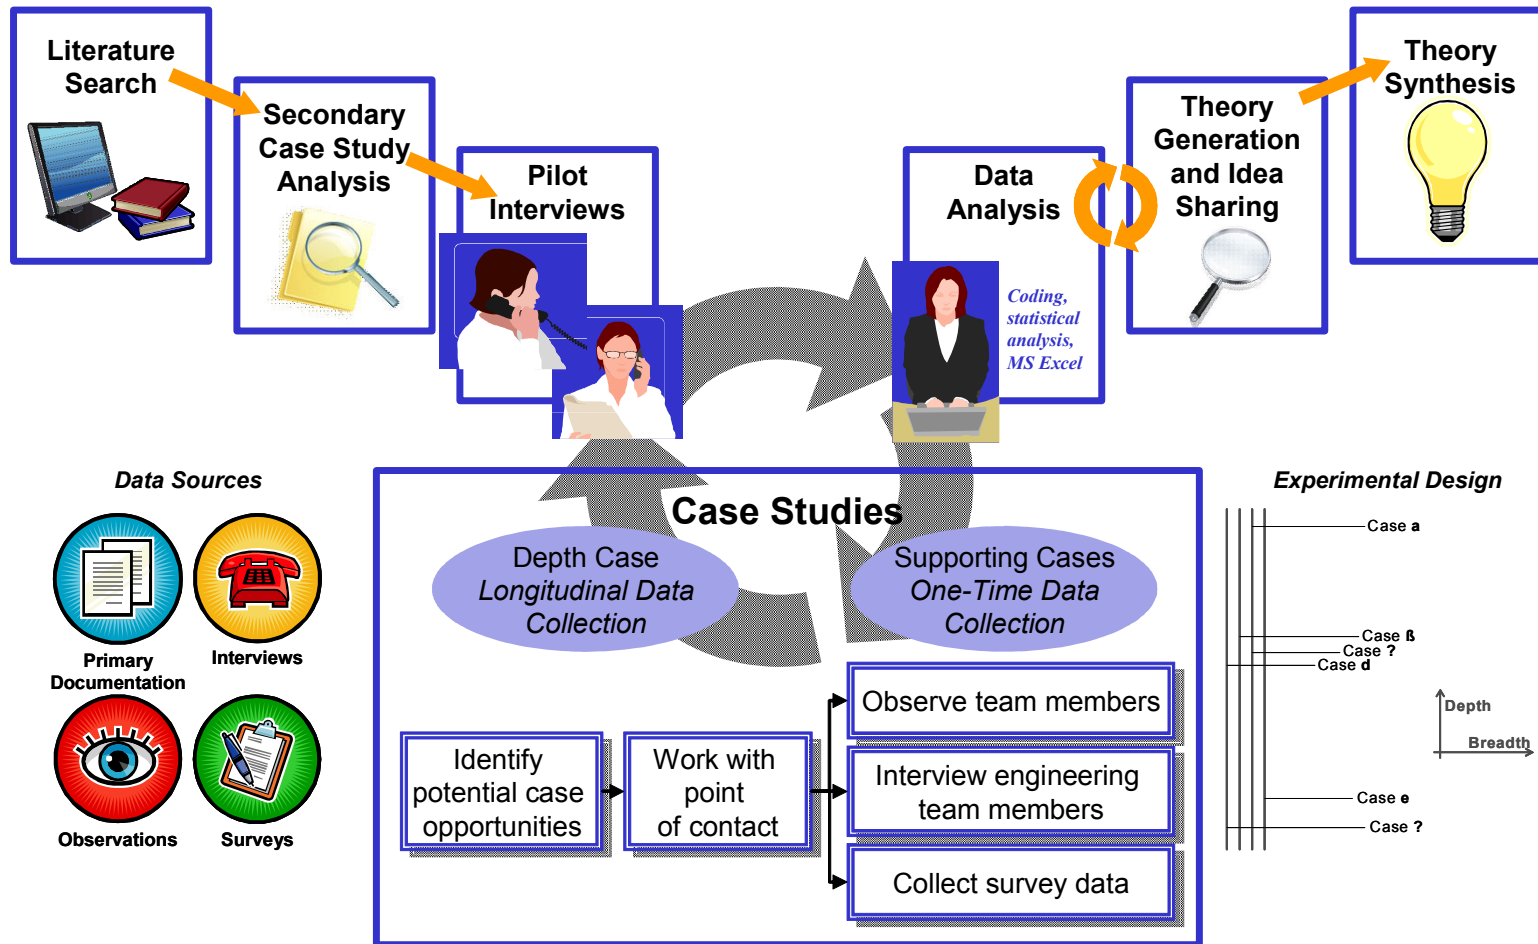 Literature
Search
Secondary
Case Study
Analysis
Pilot
Interviews
Data
Analysis
Coding,
statistical
analysis,
MS Excel
Theory
Generation
and Idea
Sharing
Theory
Synthesis
Data Sources
Primary
Documentation
Interviews
Observations
Surveys
Case Studies
Depth Case
Longitudinal Data
Collection
Supporting Cases
One-Time Data
Collection
Identify
potential case
opportunities
Work with
point
of contact
Observe team members
Interview engineering
team members
Collect survey data
Experimental Design
Case a
Case ß
Case ?
Case d
Depth
Breadth
Case e
Case ?